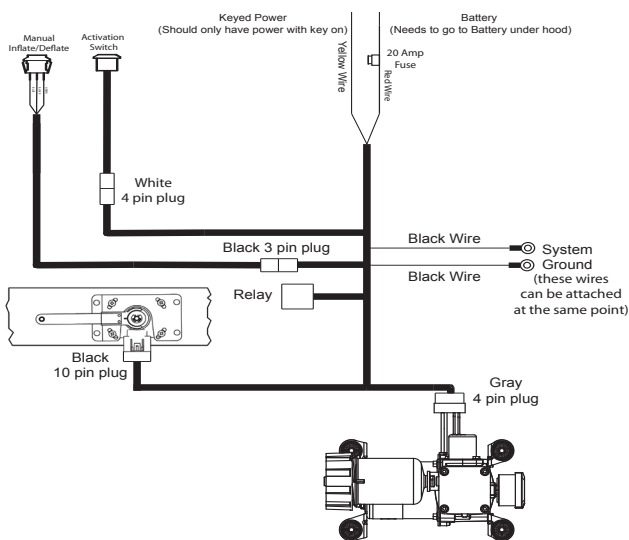 Keyed Power
(Should only have power with key on)
Battery
(Needs to go to Battery under hood)
Manual
Inflate/Deflate
Activation
Switch
Yellow Wire
20 Amp
Fuse
Red Wire
White
4 pin plug
Black Wire
System
Ground
(these wires
can be attached
at the same point)
Black 3 pin plug
Black Wire
Relay
Black
10 pin plug
Gray
4 pin plug